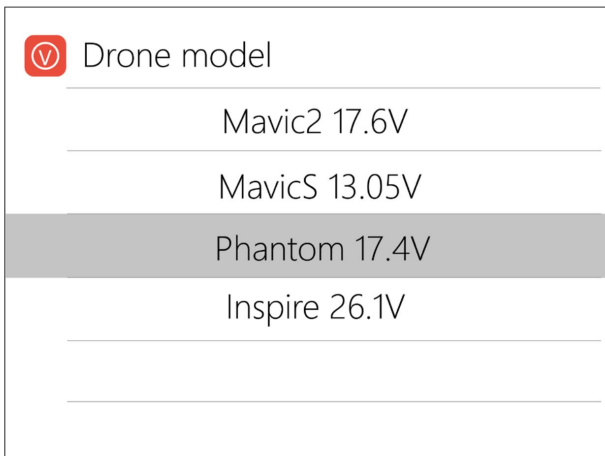 V
Drone model
Mavic2 17.6V
MavicS 13.05V
Phantom 17.4V
Inspire 26.1V